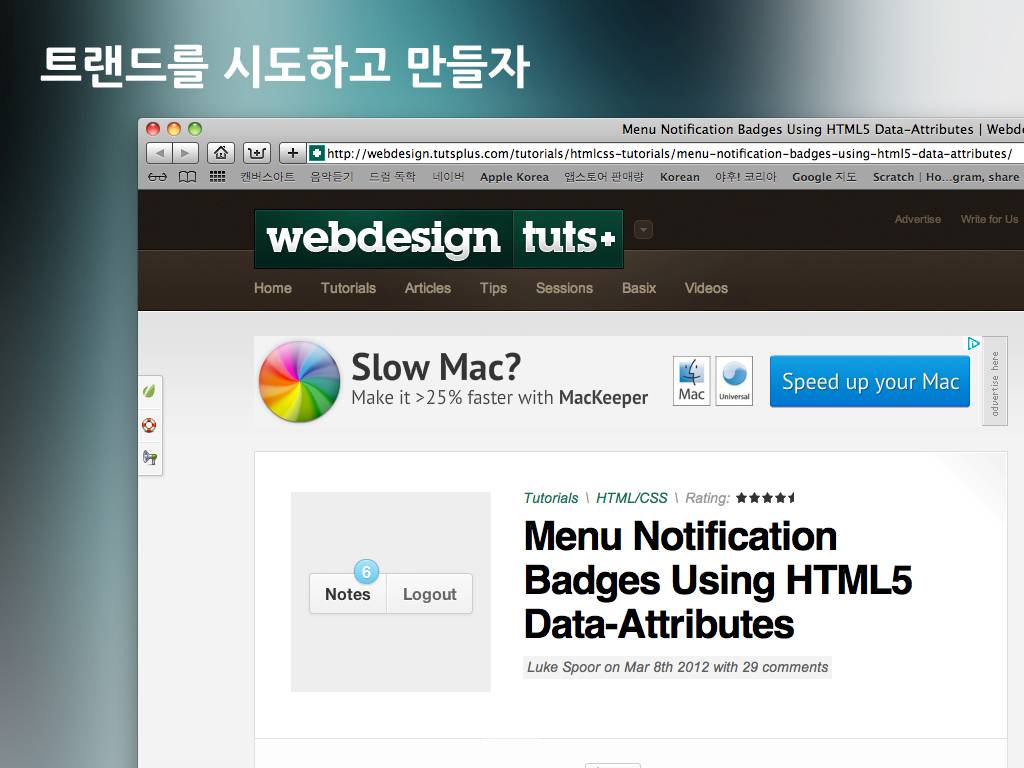 트랜드를 시도하고 만들자
Menu Notification Badges Using HTML5 Data-Attributes | Webde
http://webdesign.tutsplus.com/tutorials/htmlcss-tutorials/menu-notification-badges-using-html5-data-attributes/
캔버스아트 음악듣기 드럼 독학 네이버 Apple Korea 앱스토어 판매량 Korean 야후! 코리아 Google 지도 Scratch | Ho...gram, share
Advertise Write for Us
webdesign tuts+
Home Tutorials Articles Tips Sessions Basix Videos
Slow Mac?
Make it >25% faster with MacKeeper
Mac
Universal
Speed up your Mac
advertise here
Tutorials \ HTML/CSS \ Rating:
Menu Notification
Badges Using HTML5
Data-Attributes
Luke Spoor on Mar 8th 2012 with 29 comments
6
Notes Logout